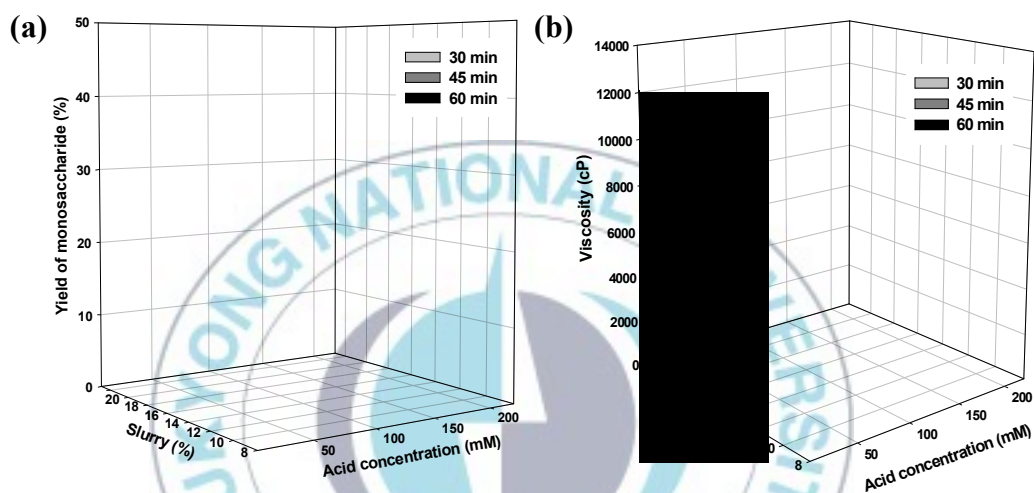 (a)
50
40
30
20
10
0
Yield of monosaccharide (%)
30 min
45 min
60 min
20
18
16
14
12
10
8
Slurry (%)
50
100
150
200
Acid concentration (mM)
(b)
14000
12000
10000
8000
6000
4000
2000
0
Viscosity (cP)
30 min
45 min
60 min
8
50
100
150
200
Acid concentration (mM)
NATIONAL